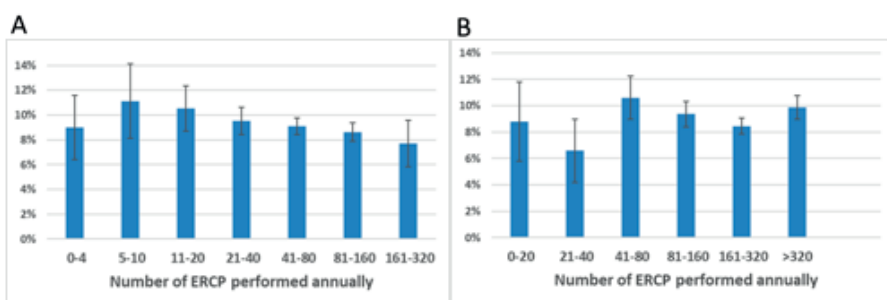 A
14%
12%
10%
8%
6%
4%
2%
0%
0-4 5-10 11-20 21-40 41-80 81-160 161-320
Number of ERCP performed annually
B
14%
12%
10%
8%
6%
4%
2%
0%
0-20 21-40 41-80 81-160 161-320 >320
Number of ERCP performed annually